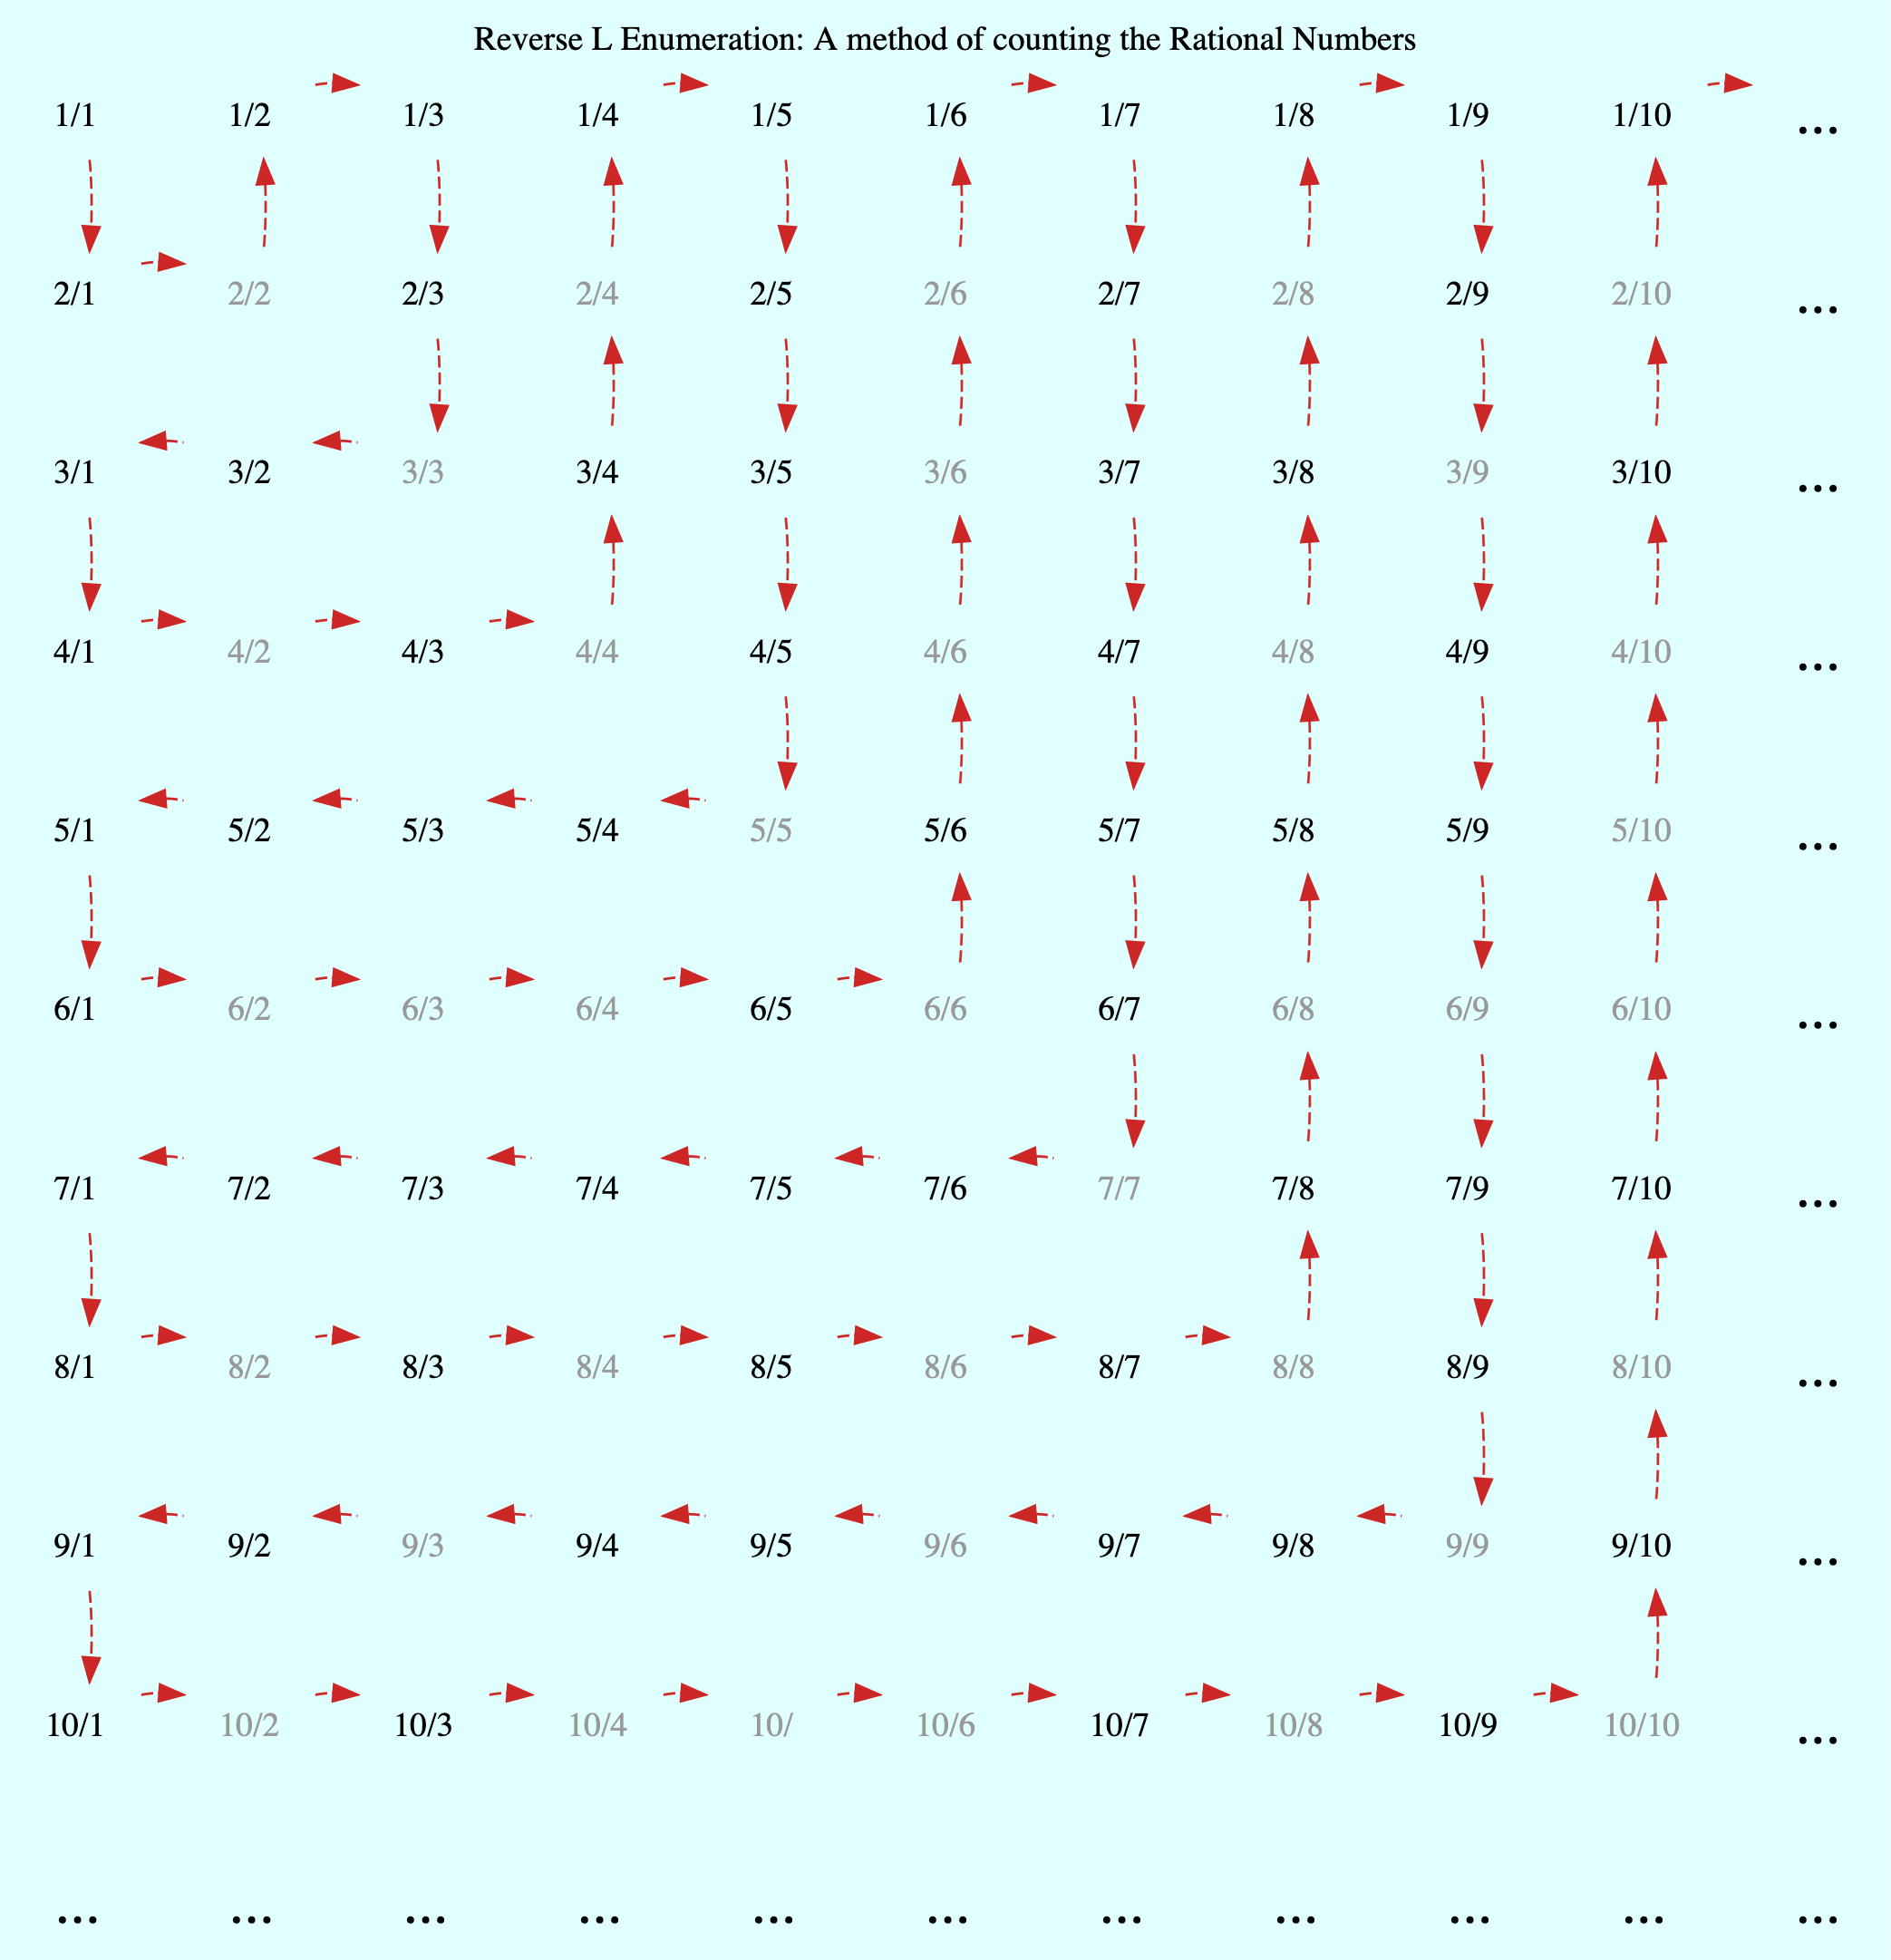 Reverse L Enumeration: A method of counting the Rational Numbers
1/1 1/2 1/3 1/4 1/5 1/6 1/7 1/8 1/9 1/10 ...
2/1 2/2 2/3 2/4 2/5 2/6 2/7 2/8 2/9 2/10 ...
3/1 3/2 3/3 3/4 3/5 3/6 3/7 3/8 3/9 3/10 ...
4/1 4/2 4/3 4/4 4/5 4/6 4/7 4/8 4/9 4/10 ...
5/1 5/2 5/3 5/4 5/5 5/6 5/7 5/8 5/9 5/10 ...
6/1 6/2 6/3 6/4 6/5 6/6 6/7 6/8 6/9 6/10 ...
7/1 7/2 7/3 7/4 7/5 7/6 7/7 7/8 7/9 7/10 ...
8/1 8/2 8/3 8/4 8/5 8/6 8/7 8/8 8/9 8/10 ...
9/1 9/2 9/3 9/4 9/5 9/6 9/7 9/8 9/9 9/10 ...
10/1 10/2 10/3 10/4 10/ 10/6 10/7 10/8 10/9 10/10 ...
... ... ... ... ... ... ... ... ... ... ...